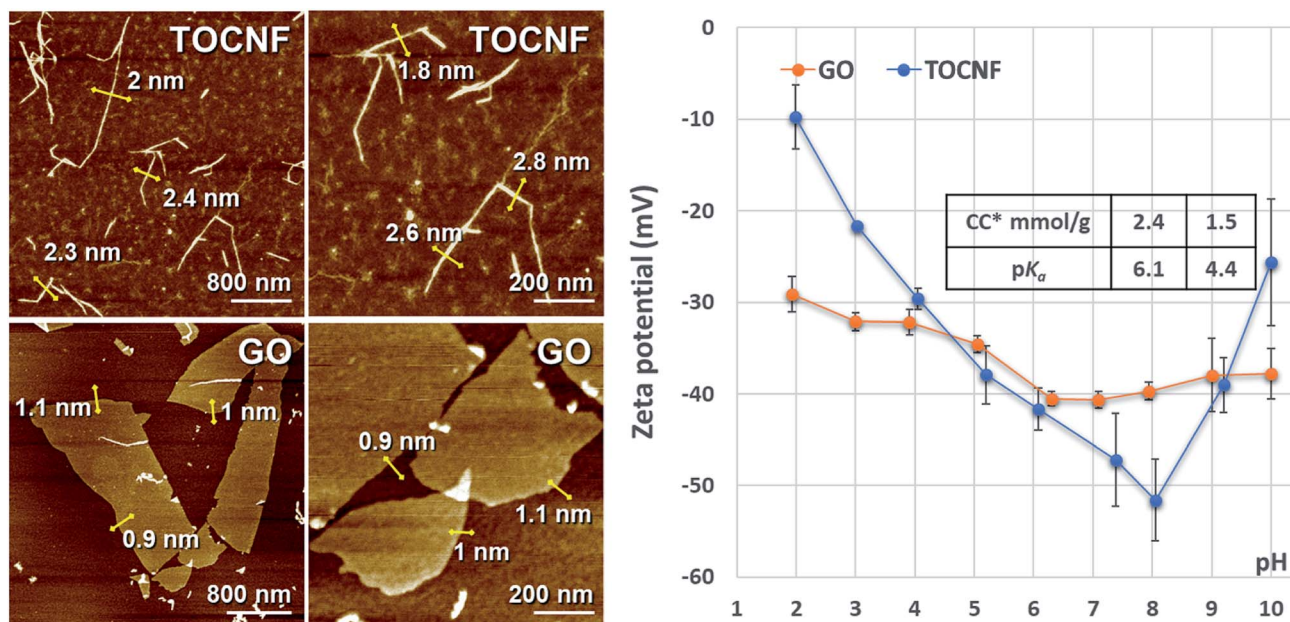 TOCNF
2 nm
2.4 nm
2.3 nm
800 nm
TOCNF
1.8 nm
2.8 nm
2.6 nm
200 nm
GO
1.1 nm
1 nm
0.9 nm
800 nm
GO
0.9 nm
1.1 nm
1 nm
200 nm
Zeta potential (mV)
-0
-10
-20
-30
-40
-50
-60
GO TOCNF
CC* mmol/g 2.4 1.5
pKa 6.1 4.4
pH
1 2 3 4 5 6 7 8 9 10